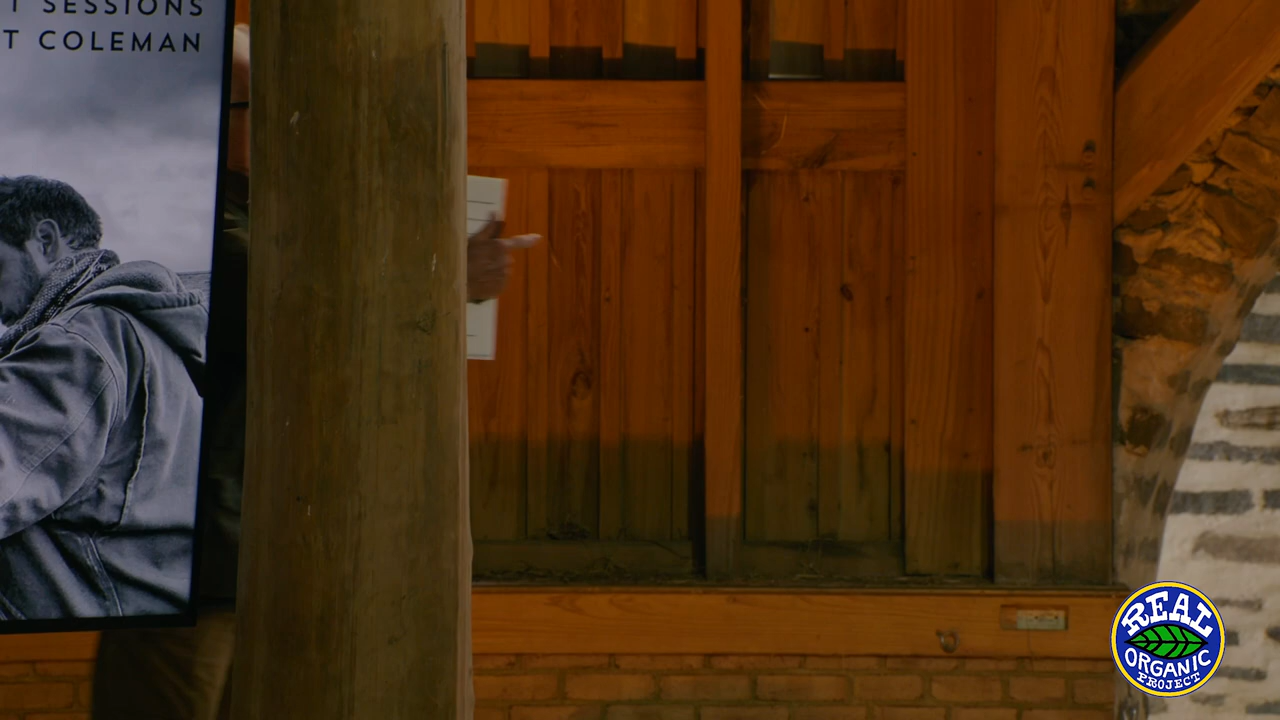 T SESSIONS
T COLEMAN
REAL
ORGANIC
PROJECT